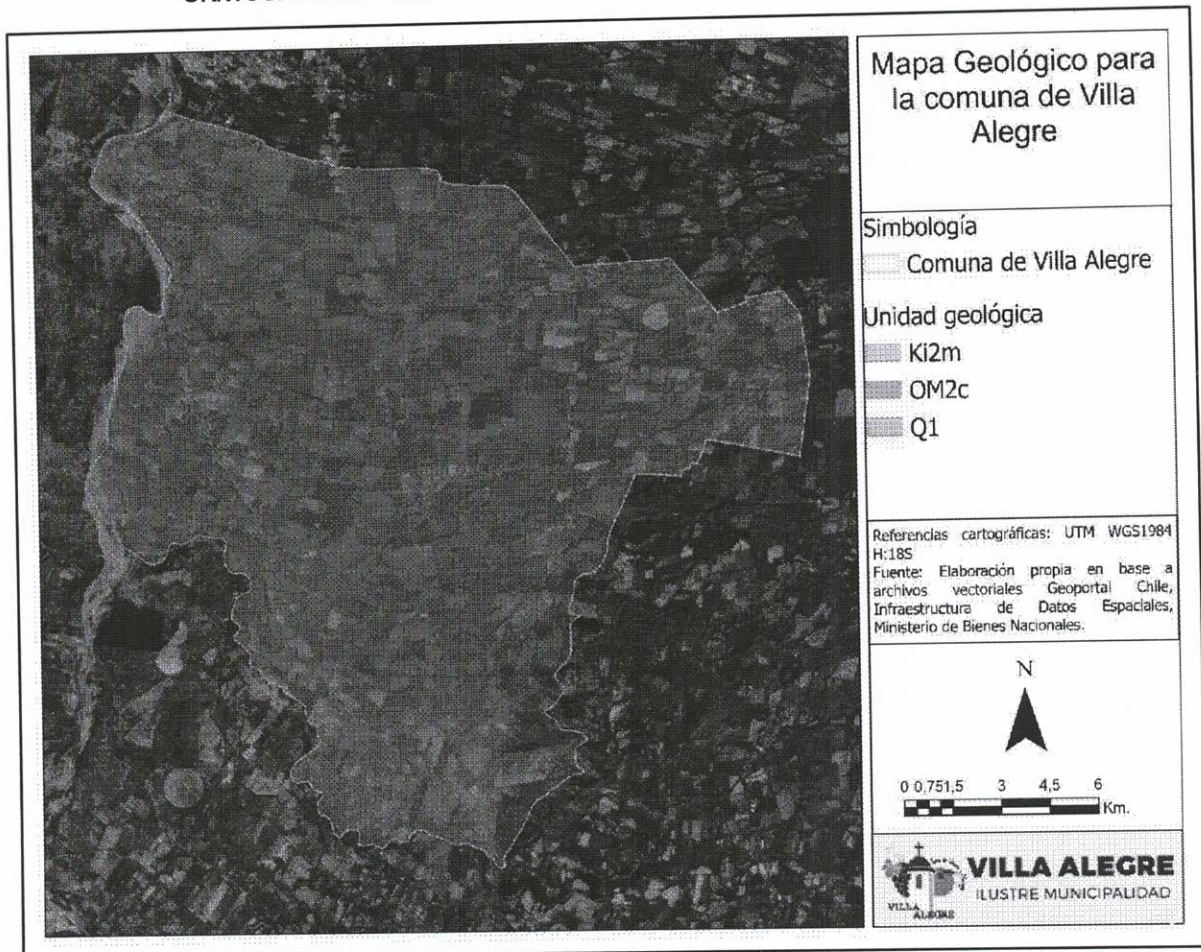 Mapa Geológico para
la comuna de Villa
Alegre
Simbología
Comuna de Villa Alegre
Unidad geológica
Ki2m
OM2c
Q1
Referencias cartográficas: UTM WGS1984
H:18S
Fuente: Elaboración propia en base a
archivos vectoriales Geoportal Chile,
Infraestructura de Datos Espaciales,
Ministerio de Bienes Nacionales.
N
0 0,751,5 3 4,5 6
Km.
VILLA ALEGRE
ILUSTRE MUNICIPALIDAD
VILLA
ALEGRE